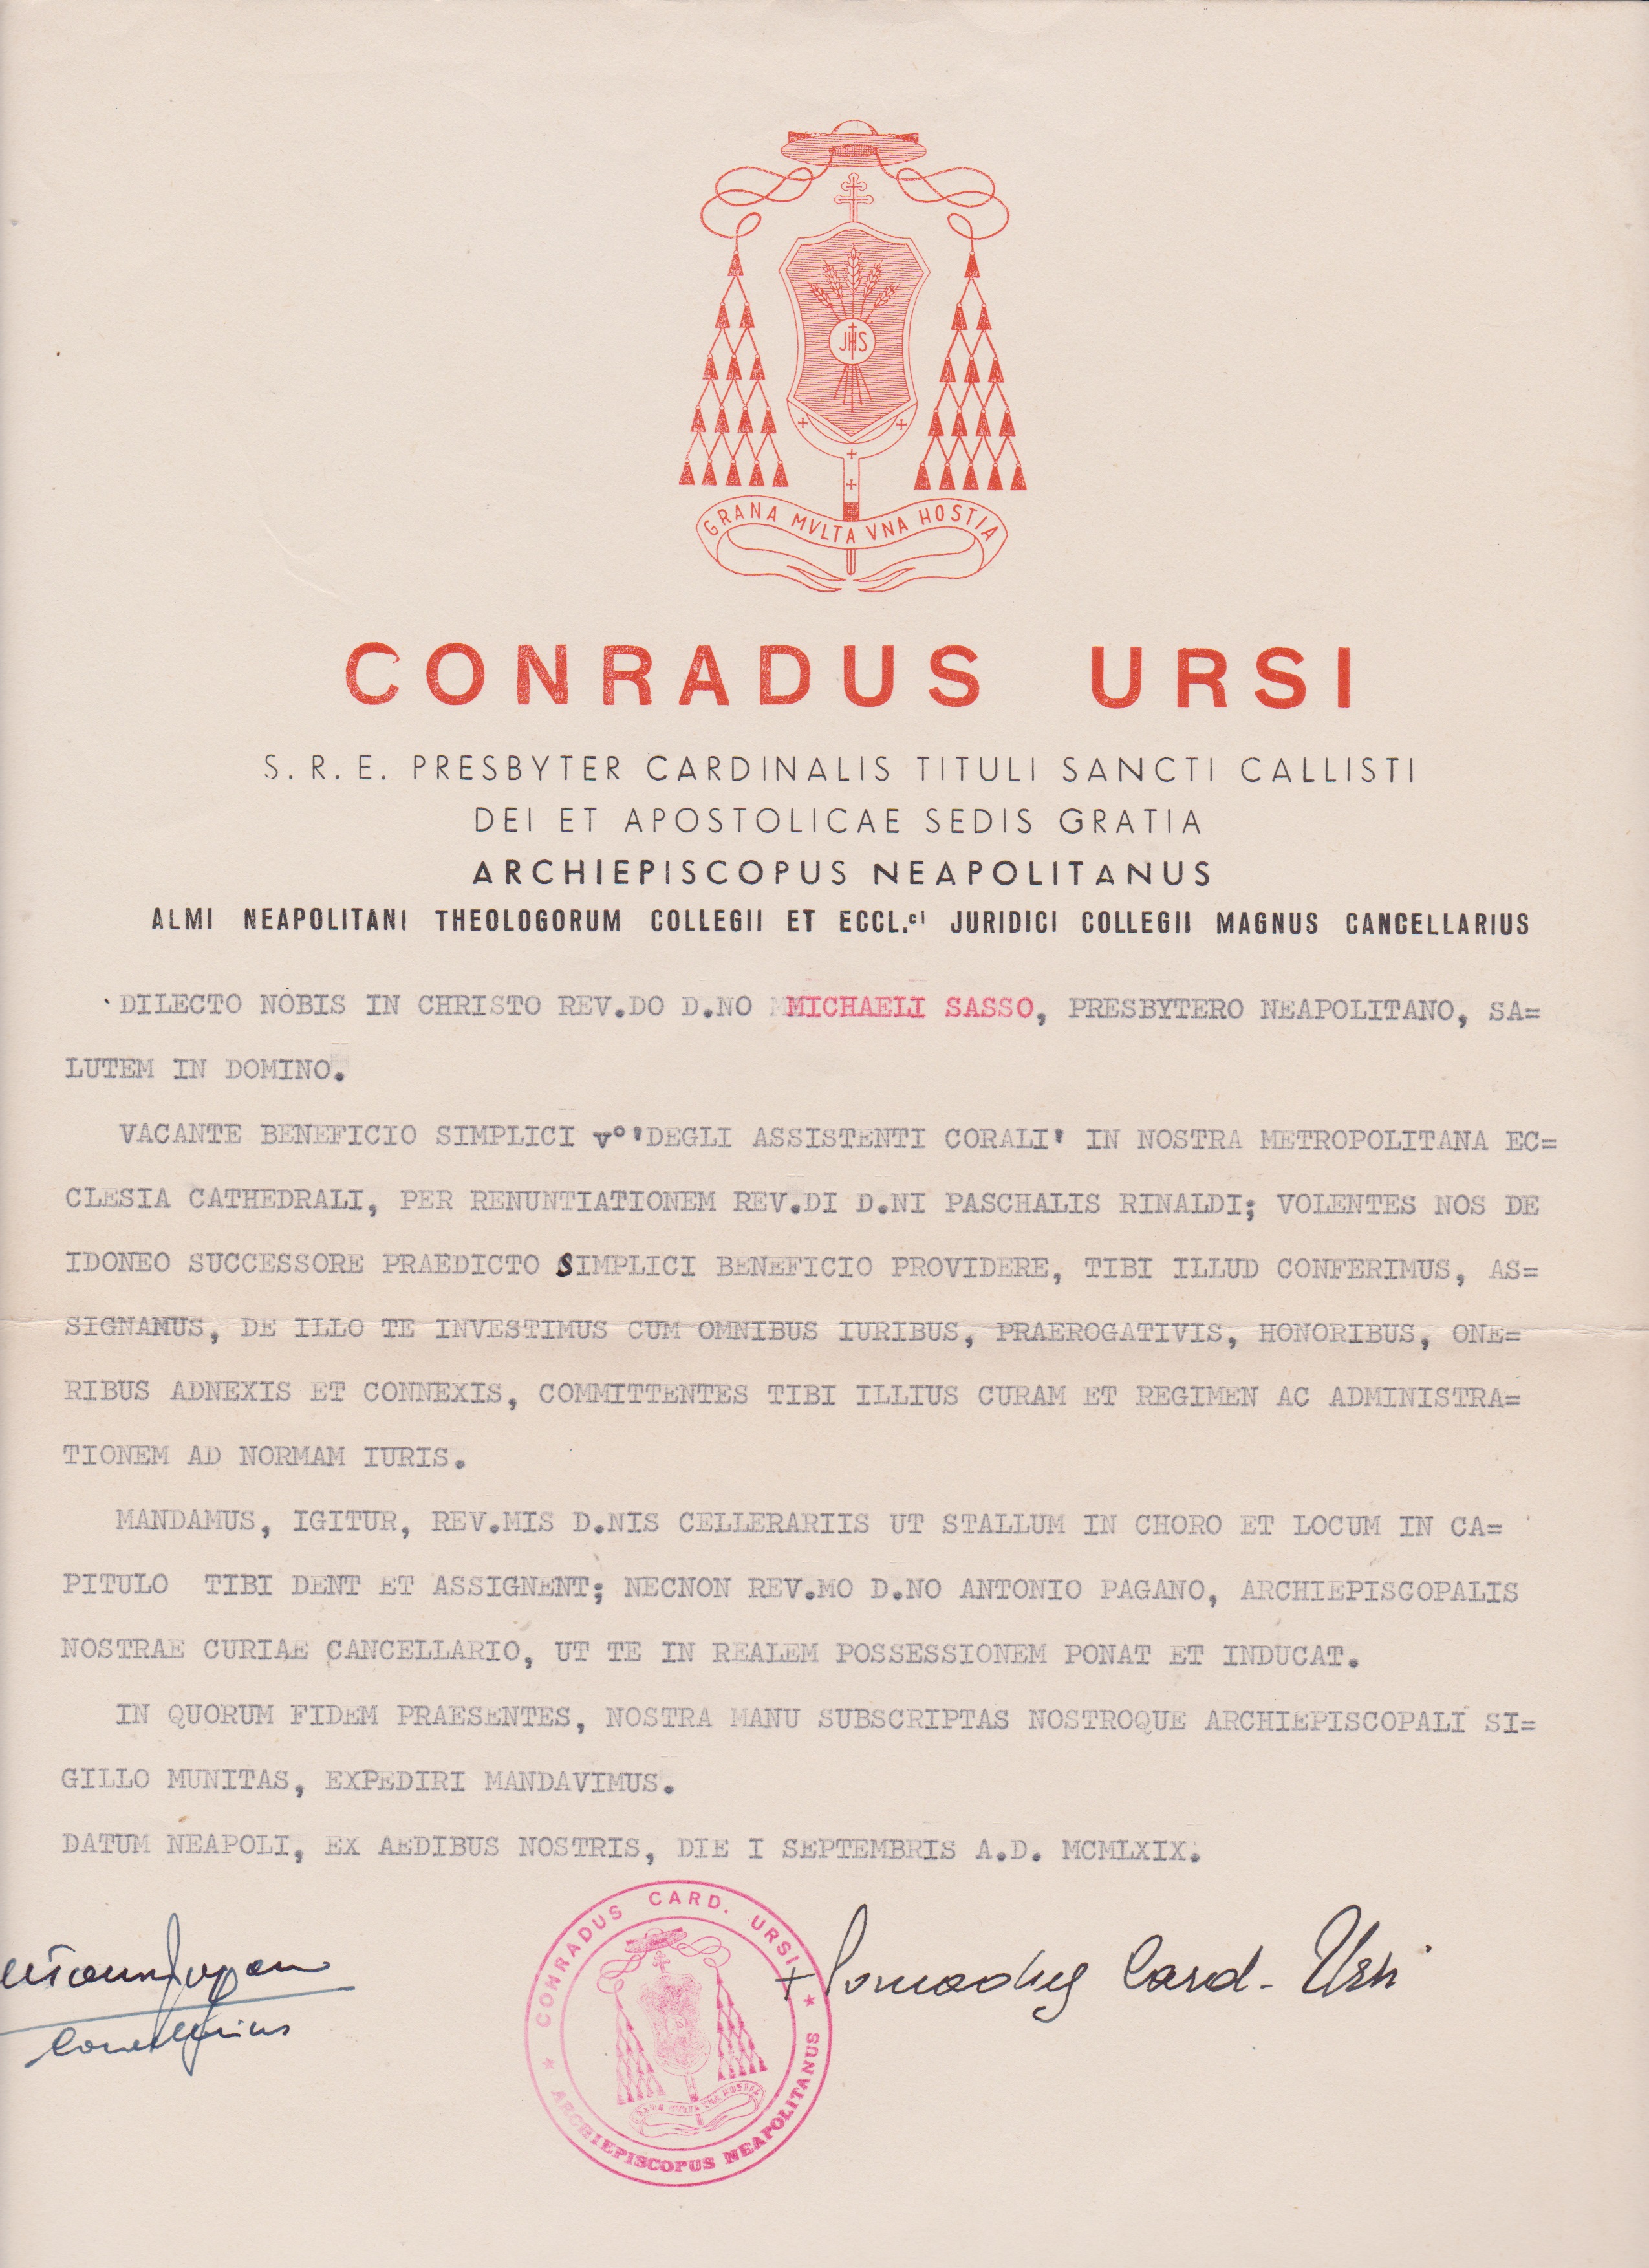 JHS
GRANA MVLTA VNA HOSTIA
CONRADUS URSI
S. R. E. PRESBYTER CARDINALIS TITULI SANCTI CALLISTI
DEI ET APOSTOLICAE SEDIS GRATIA
ARCHIEPISCOPUS NEAPOLITANUS
ALMI NEAPOLITANI THEOLOGORUM COLLEGII ET ECCL.ci JURIDICI COLLEGII MAGNUS CANCELLARIUS
DILECTO NOBIS IN CHRISTO REV.DO D.NO MICHAELI SASSO, PRESBYTERO NEAPOLITANO, SA=
LUTEM IN DOMINO.
VACANTE BENEFICIO SIMPLICI v°'DEGLI ASSISTENTI CORALI' IN NOSTRA METROPOLITANA EC=
CLESIA CATHEDRALI, PER RENUNTIATIONEM REV.DI D.NI PASCHALIS RINALDI; VOLENTES NOS DE
IDONEO SUCCESSORE PRAEDICTO SIMPLICI BENEFICIO PROVIDERE, TIBI ILLUD CONFERIMUS, AS=
SIGNAMUS, DE ILLO TE INVESTIMUS CUM OMNIBUS IURIBUS, PRAEROGATIVIS, HONORIBUS, ONE=
RIBUS ADNEXIS ET CONNEXIS, COMMITTENTES TIBI ILLIUS CURAM ET REGIMEN AC ADMINISTRA=
TIONEM AD NORMAM IURIS.
MANDAMUS, IGITUR, REV.MIS D.NIS CELLERARIIS UT STALLUM IN CHORO ET LOCUM IN CA=
PITULO TIBI DENT ET ASSIGNENT; NECNON REV.MO D.NO ANTONIO PAGANO, ARCHIEPISCOPALIS
NOSTRAE CURIAE CANCELLARIO, UT TE IN REALEM POSSESSIONEM PONAT ET INDUCAT.
IN QUORUM FIDEM PRAESENTES, NOSTRA MANU SUBSCRIPTAS NOSTROQUE ARCHIEPISCOPALI SI=
GILLO MUNITAS, EXPEDIRI MANDAVIMUS.
DATUM NEAPOLI, EX AEDIBUS NOSTRIS, DIE I SEPTEMBRIS A.D. MCMLXIX.
CONRADUS CARD. URSI
ARCHIEPISCOPUS NEAPOLITANUS
GRANA MVLTA VNA HOSTIA
+ Card. Ursi